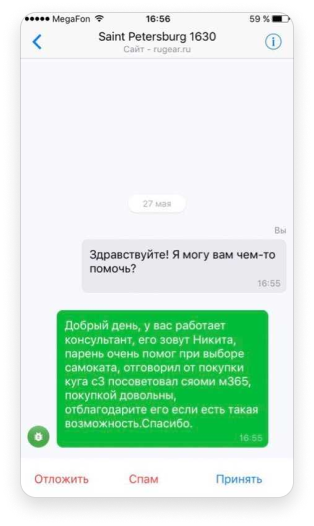 MegaFon 16:56 59 %
Saint Petersburg 1630
Сайт - rugear.ru
27 мая
Вы
Здравствуйте! Я могу вам чем-то
помочь?
16:55
Добрый день, у вас работает
консультант, его зовут Никита,
парень очень помог при выборе
самоката, отговорил от покупки
куга с3 посоветовал сяоми м365,
покупкой довольны,
отблагодарите его если есть такая
возможность.Спасибо.
16:55
Отложить Спам Принять